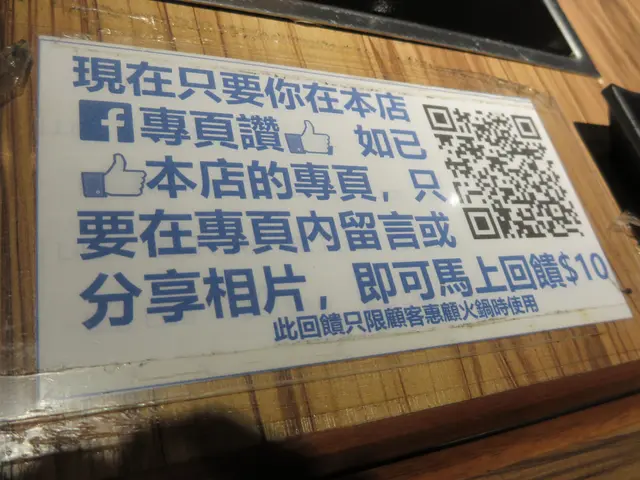 現在只要你在本店
f專頁讚 如已
本店的專頁，只
要在專頁內留言或
分享相片，即可馬上回饋$10
此回饋只限顧客惠顧火鍋時使用